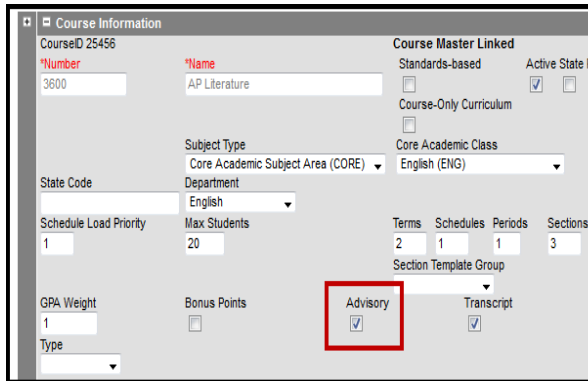 Course Information
CourseID 25456 Course Master Linked
*Number *Name Standards-based Active State
3600 AP Literature
Course-Only Curriculum
Subject Type Core Academic Class
Core Academic Subject Area (CORE) English (ENG)
State Code Department
English
Schedule Load Priority Max Students Terms Schedules Periods Sections
1 20 2 1 1 3
Section Template Group
GPA Weight Bonus Points Advisory Transcript
1
Type